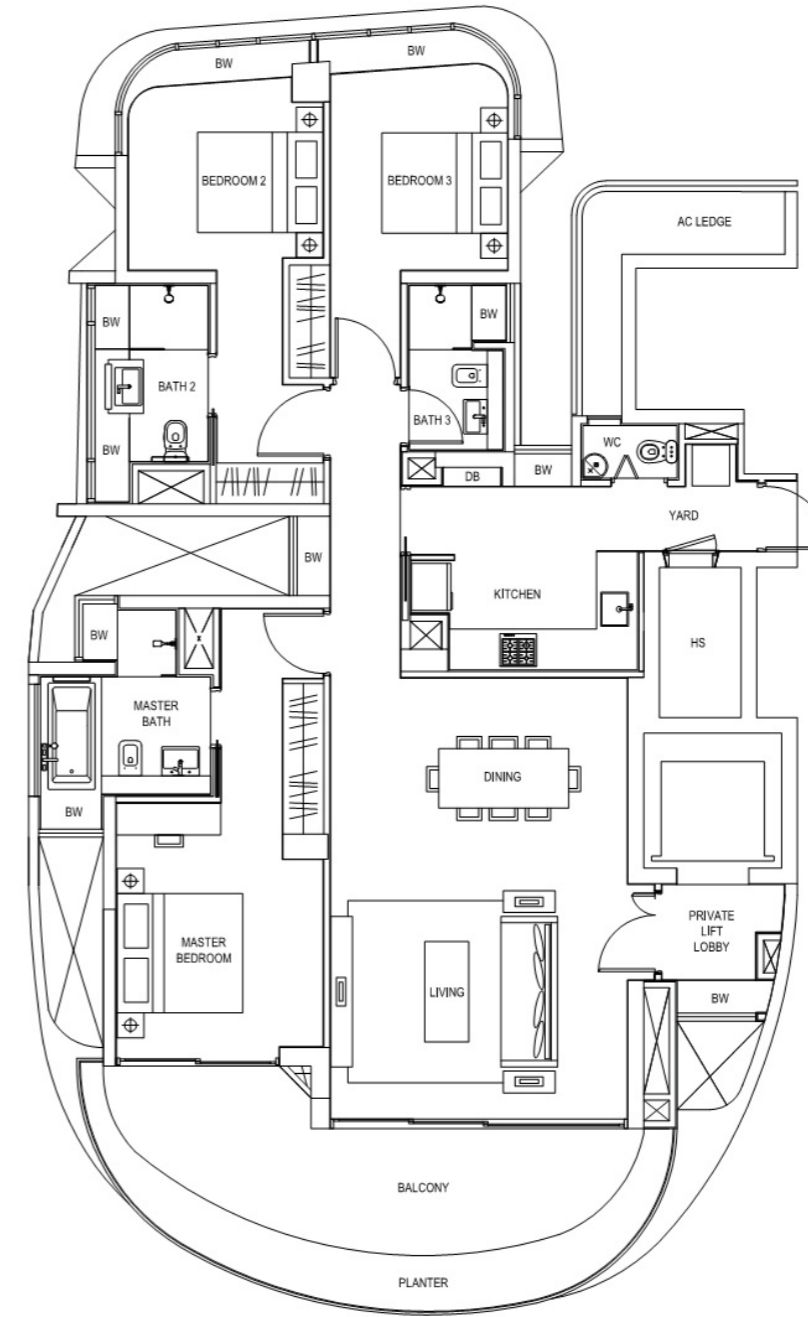 BW
BW
BEDROOM 2
BEDROOM 3
AC LEDGE
BW
BW
BATH 2
BATH 3
BW
WC
DB
BW
YARD
BW
KITCHEN
BW
HS
MASTER
BATH
DINING
BW
MASTER
BEDROOM
PRIVATE
LIFT
LOBBY
LIVING
BW
BALCONY
PLANTER